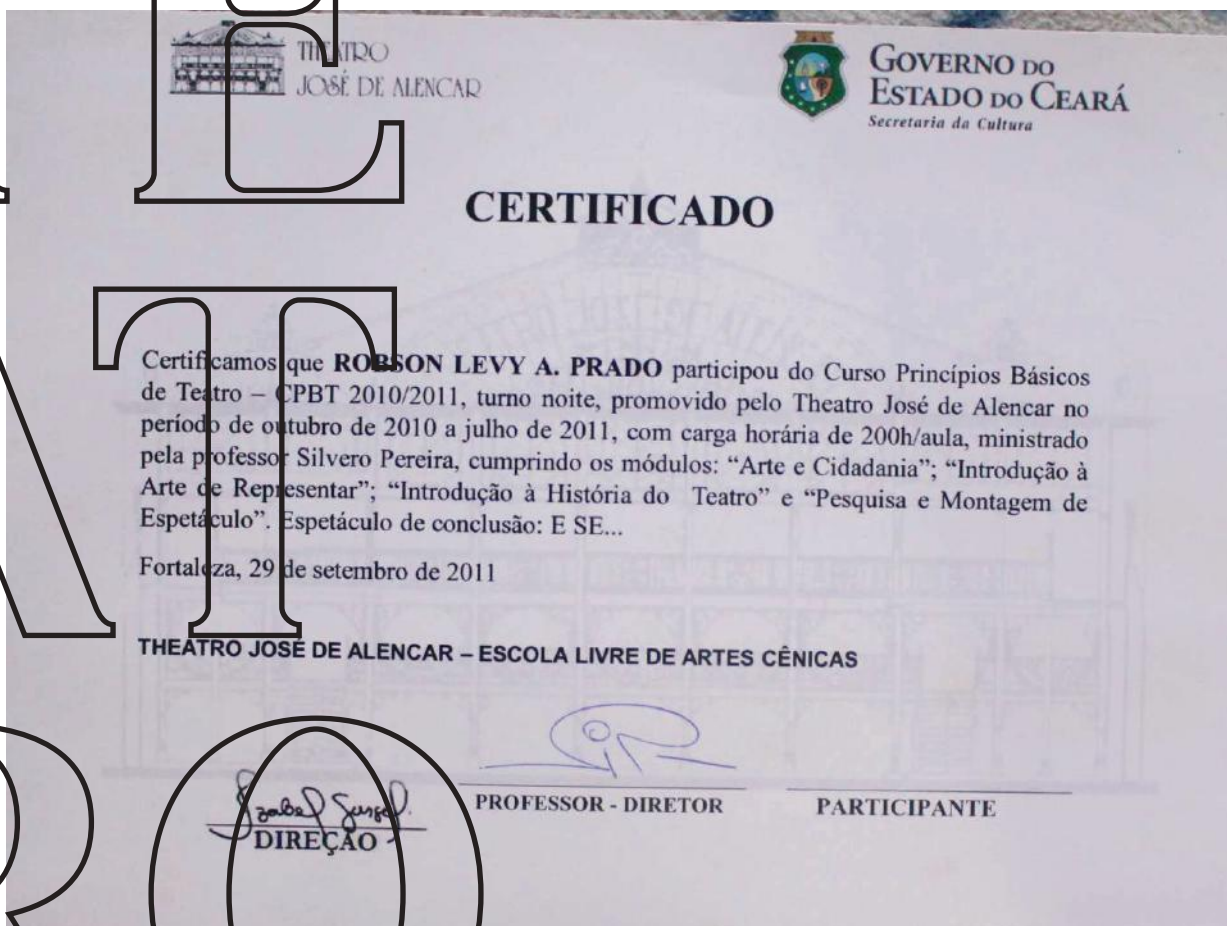 THEATRO
JOSÉ DE ALENCAR
GOVERNO DO
ESTADO DO CEARÁ
Secretaria da Cultura
CERTIFICADO
Certificamos que ROBSON LEVY A. PRADO participou do Curso Princípios Básicos
de Teatro – CPBT 2010/2011, turno noite, promovido pelo Theatro José de Alencar no
período de outubro de 2010 a julho de 2011, com carga horária de 200h/aula, ministrado
pela professor Silvero Pereira, cumprindo os módulos: “Arte e Cidadania”; “Introdução à
Arte de Representar”; “Introdução à História do Teatro” e “Pesquisa e Montagem de
Espetáculo”. Espetáculo de conclusão: E SE...
Fortaleza, 29 de setembro de 2011
THEATRO JOSÉ DE ALENCAR – ESCOLA LIVRE DE ARTES CÊNICAS
Izabel Gurgel.
DIREÇÃO
PROFESSOR - DIRETOR
PARTICIPANTE
E
AT
RO